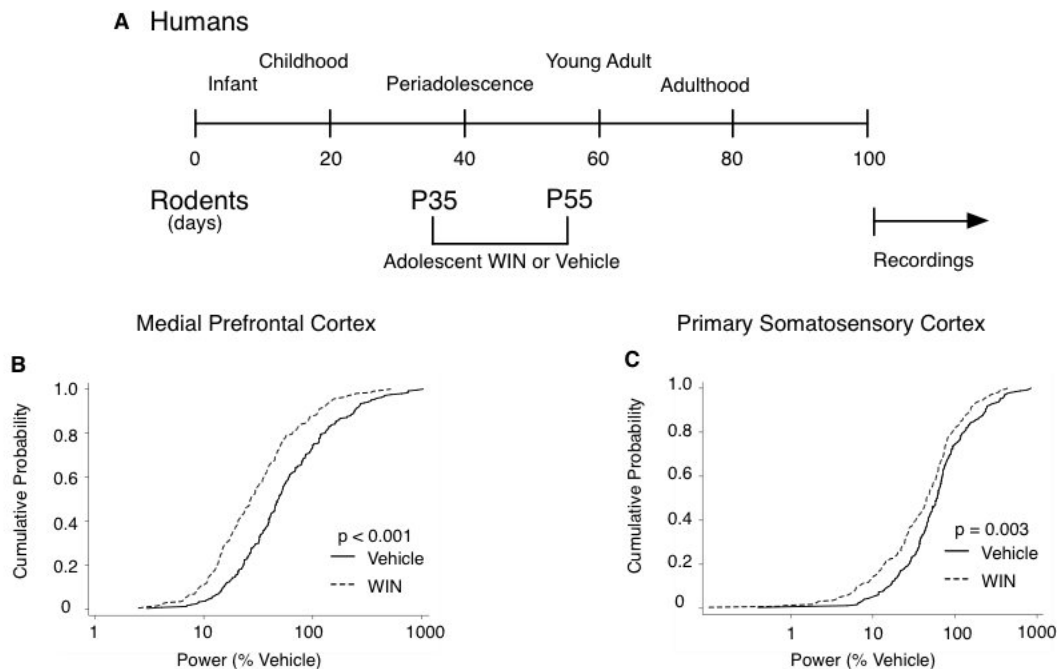 A Humans
Childhood Young Adult
Infant Periadolescence Adulthood
0 20 40 60 80 100
Rodents P35 P55
(days)
Adolescent WIN or Vehicle Recordings
Medial Prefrontal Cortex
B
Cumulative Probability
1.0
0.8
0.6
0.4
0.2
0
p < 0.001
Vehicle
WIN
1 10 100 1000
Power (% Vehicle)
Primary Somatosensory Cortex
C
Cumulative Probability
1.0
0.8
0.6
0.4
0.2
0
p = 0.003
Vehicle
WIN
1 10 100 1000
Power (% Vehicle)